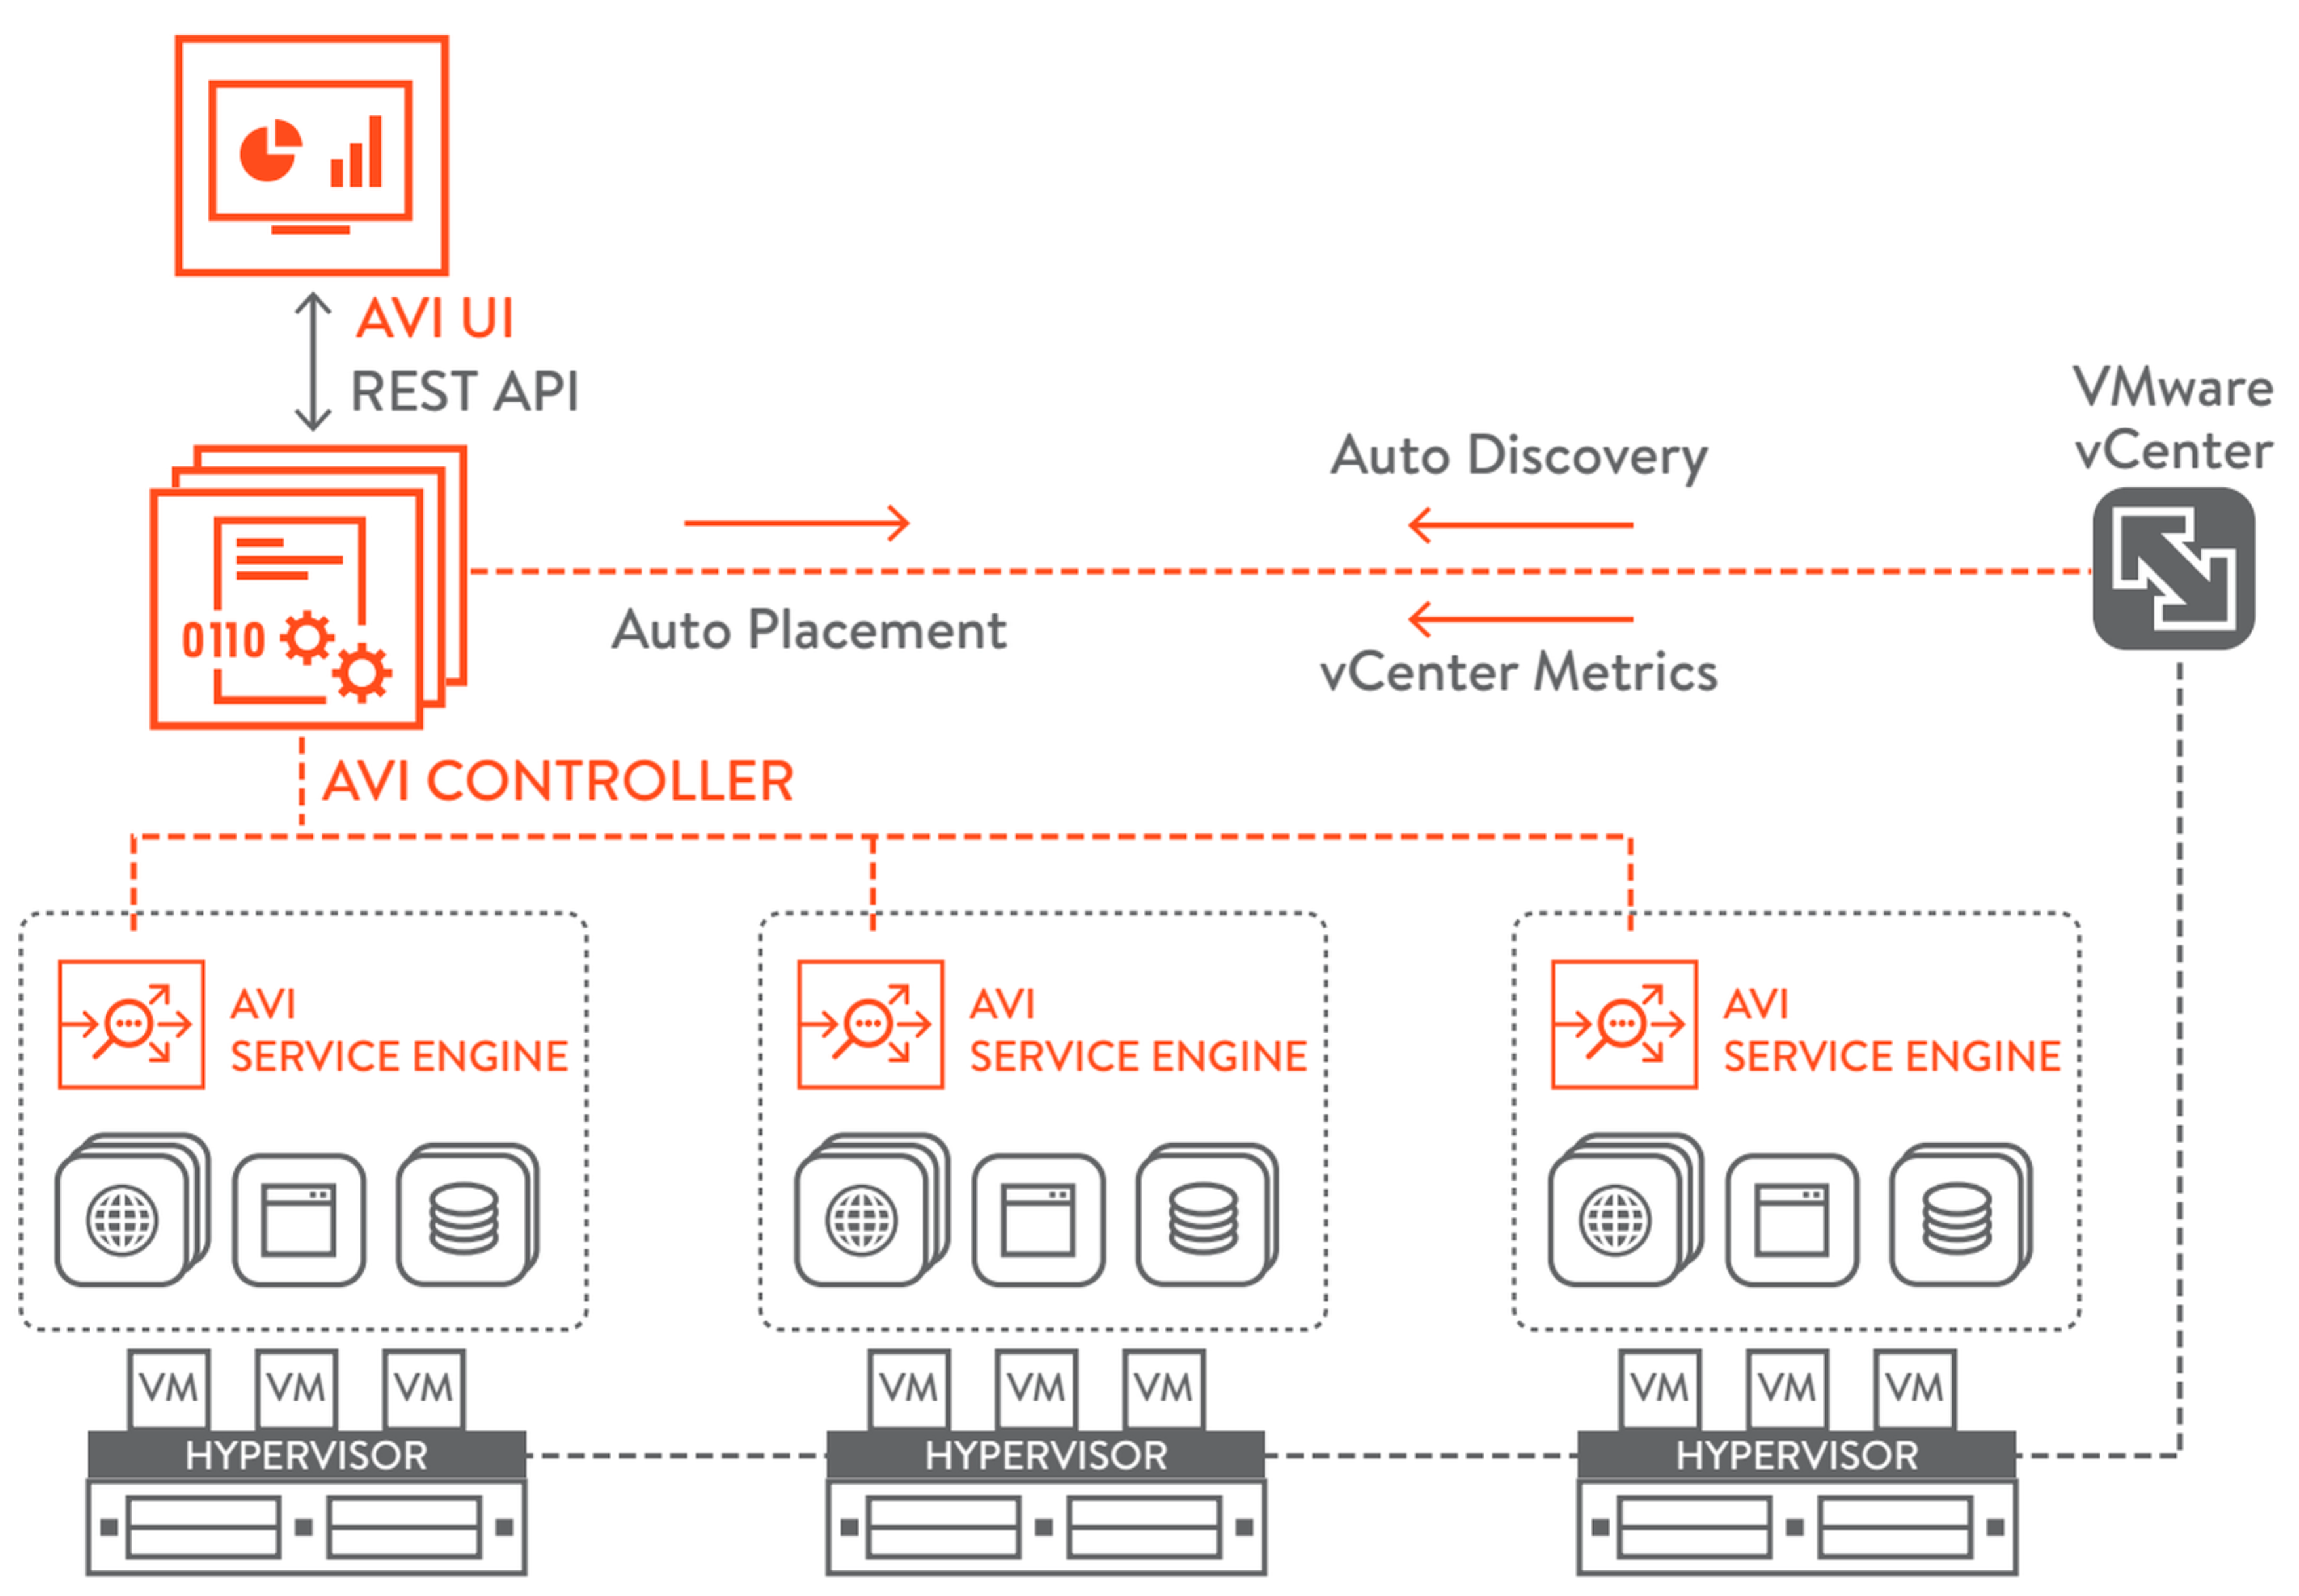 AVI UI
REST API
VMware
vCenter
Auto Discovery
Auto Placement
vCenter Metrics
0110
AVI CONTROLLER
AVI
SERVICE ENGINE
AVI
SERVICE ENGINE
AVI
SERVICE ENGINE
VM VM VM
HYPERVISOR
VM VM VM
HYPERVISOR
VM VM VM
HYPERVISOR